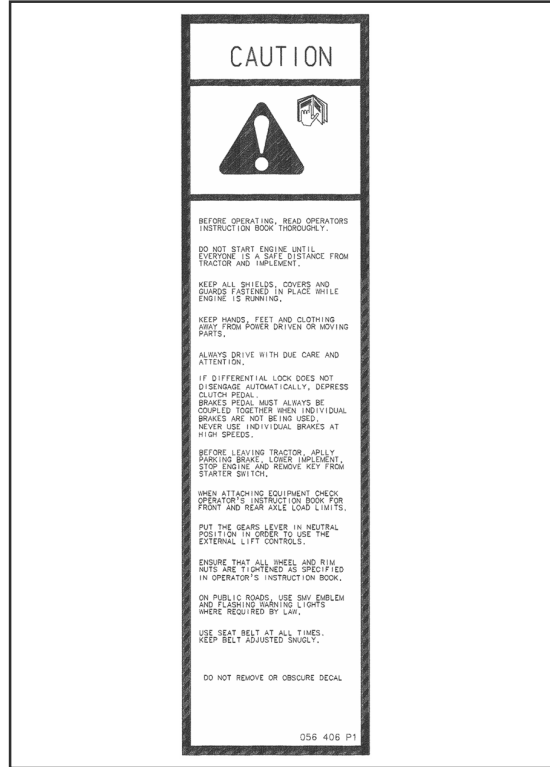 CAUTION
BEFORE OPERATING, READ OPERATORS
INSTRUCTION BOOK THOROUGHLY.
DO NOT START ENGINE UNTIL
EVERYONE IS A SAFE DISTANCE FROM
TRACTOR AND IMPLEMENT.
KEEP ALL SHIELDS, COVERS AND
GUARDS FASTENED IN PLACE WHILE
ENGINE IS RUNNING.
KEEP HANDS, FEET AND CLOTHING
AWAY FROM POWER DRIVEN OR MOVING
PARTS.
ALWAYS DRIVE WITH DUE CARE AND
ATTENTION.
IF DIFFERENTIAL LOCK DOES NOT
DISENGAGE AUTOMATICALLY, DEPRESS
CLUTCH PEDAL.
BRAKES PEDAL MUST ALWAYS BE
COUPLED TOGETHER WHEN INDIVIDUAL
BRAKES ARE NOT BEING USED.
NEVER USE INDIVIDUAL BRAKES AT
HIGH SPEEDS.
BEFORE LEAVING TRACTOR, APLLY
PARKING BRAKE, LOWER IMPLEMENT,
STOP ENGINE AND REMOVE KEY FROM
STARTER SWITCH.
WHEN ATTACHING EQUIPMENT CHECK
OPERATOR'S INSTRUCTION BOOK FOR
FRONT AND REAR AXLE LOAD LIMITS.
PUT THE GEARS LEVER IN NEUTRAL
POSITION IN ORDER TO USE THE
EXTERNAL LIFT CONTROLS.
ENSURE THAT ALL WHEEL AND RIM
NUTS ARE TIGHTENED AS SPECIFIED
IN OPERATOR'S INSTRUCTION BOOK.
ON PUBLIC ROADS, USE SMV EMBLEM
AND FLASHING WARNING LIGHTS
WHERE REQUIRED BY LAW.
USE SEAT BELT AT ALL TIMES.
KEEP BELT ADJUSTED SNUGLY.
DO NOT REMOVE OR OBSCURE DECAL
056 406 P1